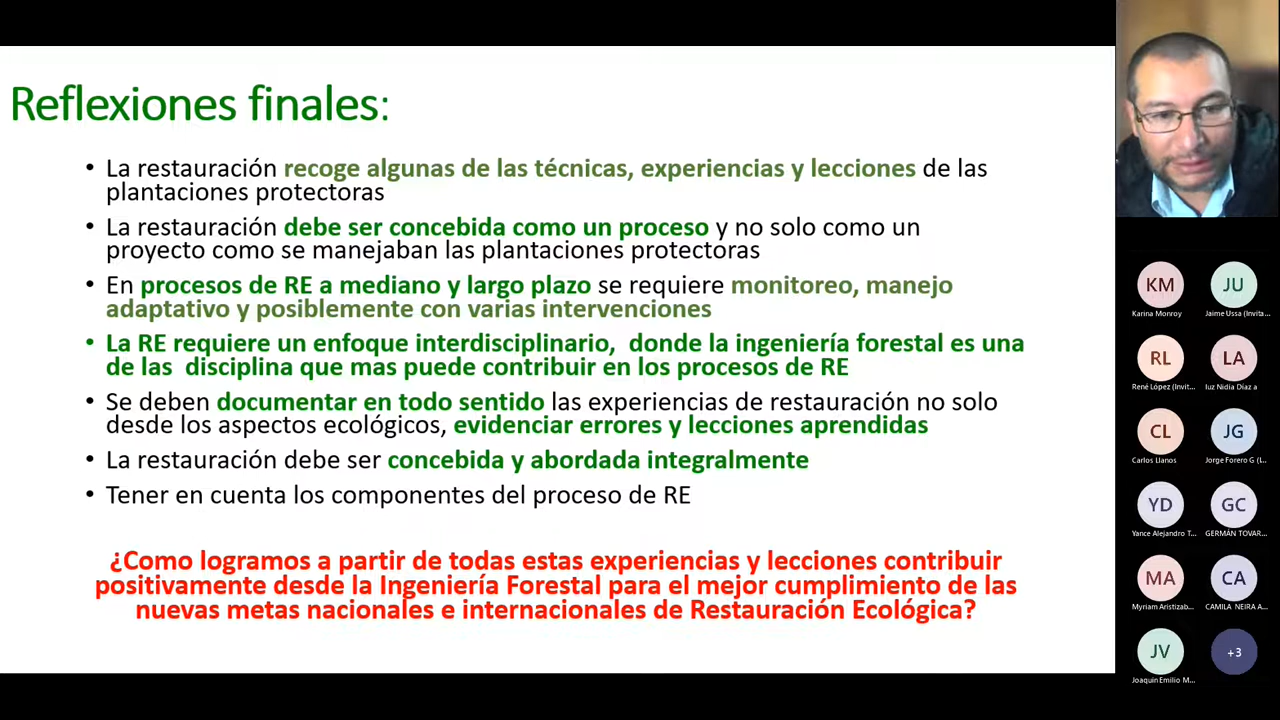 Reflexiones finales:
• La restauración recoge algunas de las técnicas, experiencias y lecciones de las
plantaciones protectoras
• La restauración debe ser concebida como un proceso y no solo como un
proyecto como se manejaban las plantaciones protectoras
• En procesos de RE a mediano y largo plazo se requiere monitoreo, manejo
adaptativo y posiblemente con varias intervenciones
• La RE requiere un enfoque interdisciplinario, donde la ingeniería forestal es una
de las disciplina que mas puede contribuir en los procesos de RE
• Se deben documentar en todo sentido las experiencias de restauración no solo
desde los aspectos ecológicos, evidenciar errores y lecciones aprendidas
• La restauración debe ser concebida y abordada integralmente
• Tener en cuenta los componentes del proceso de RE
¿Como logramos a partir de todas estas experiencias y lecciones contribuir
positivamente desde la Ingeniería Forestal para el mejor cumplimiento de las
nuevas metas nacionales e internacionales de Restauración Ecológica?
KM JU
Karina Monroy Jaime Ussa (Invita...
RL LA
René López (Invit... luz Nidia Díaz a
CL JG
Carlos Llanos Jorge Forero G (I...
YD GC
Yance Alejandro T... GERMÁN TOVAR...
MA CA
Myriam Aristizab... CAMILA NEIRA A...
JV +3
Joaquin Emilio M...